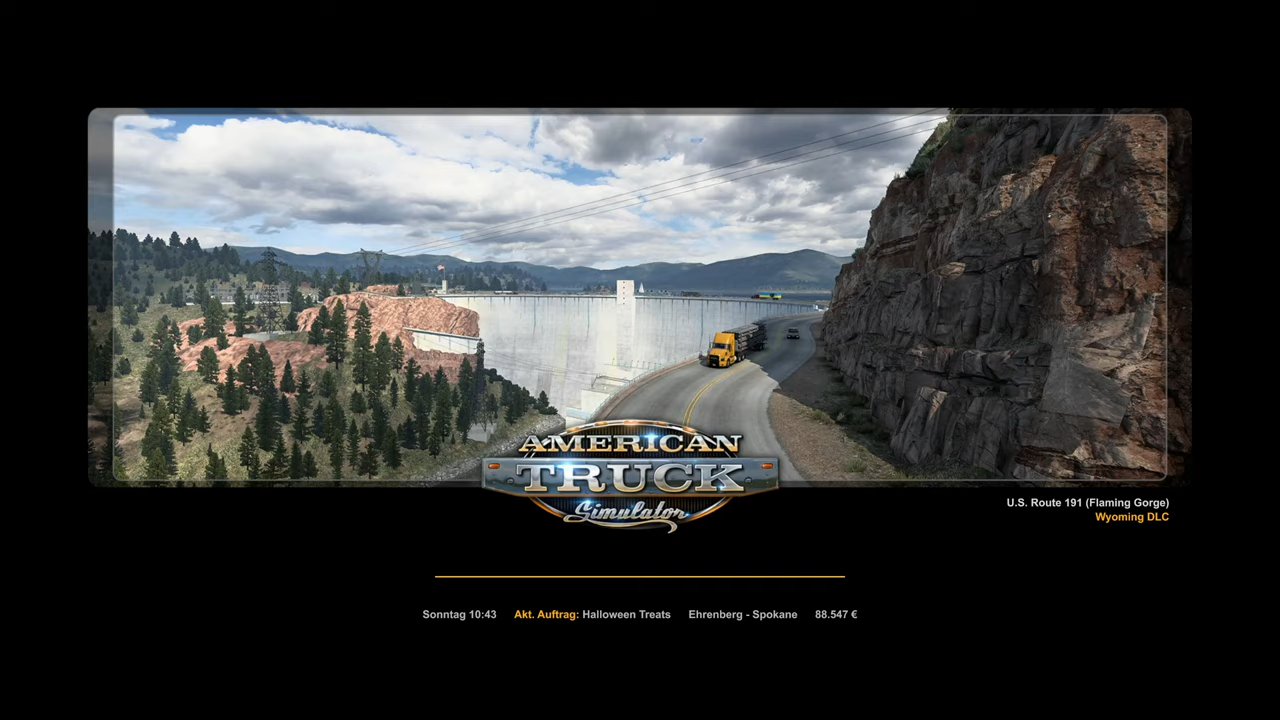 AMERICAN
TRUCK
Simulator
U.S. Route 191 (Flaming Gorge)
Wyoming DLC
Sonntag 10:43 Akt. Auftrag: Halloween Treats Ehrenberg - Spokane 88.547 €